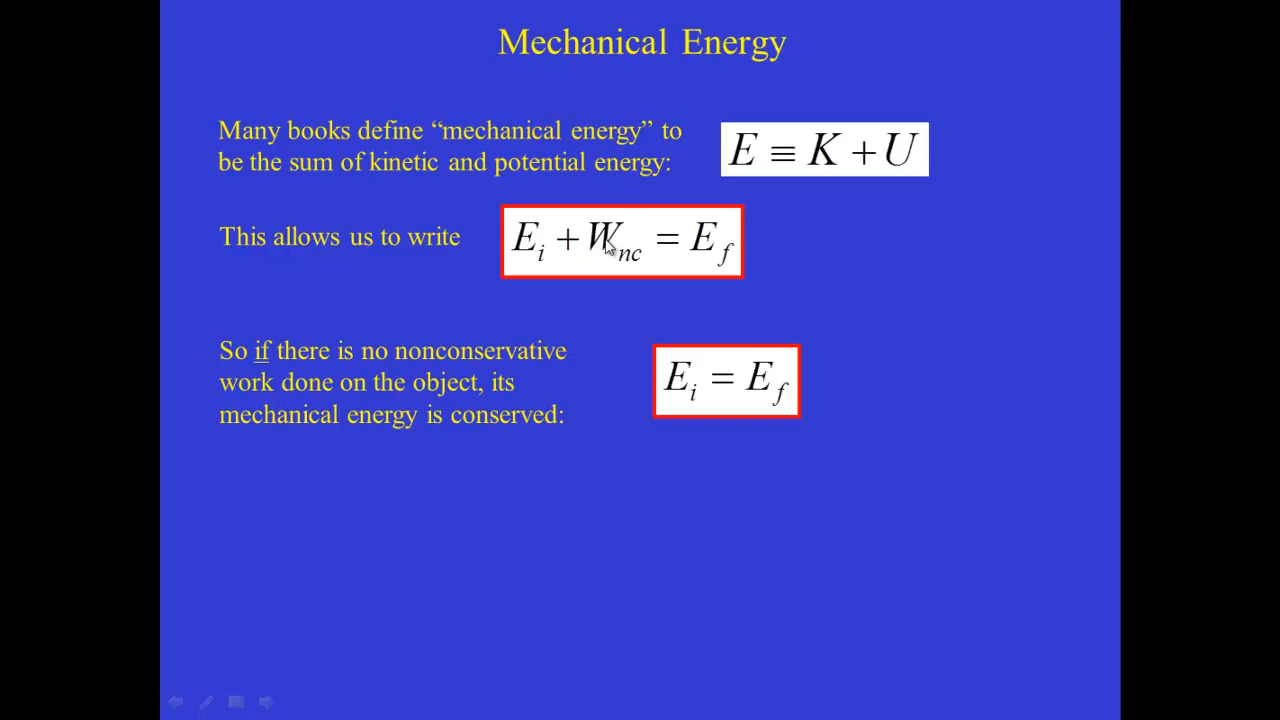 Mechanical Energy
Many books define “mechanical energy” to
be the sum of kinetic and potential energy:
E ≡ K + U
This allows us to write
E_i + W_nc = E_f
So if there is no nonconservative
work done on the object, its
mechanical energy is conserved:
E_i = E_f